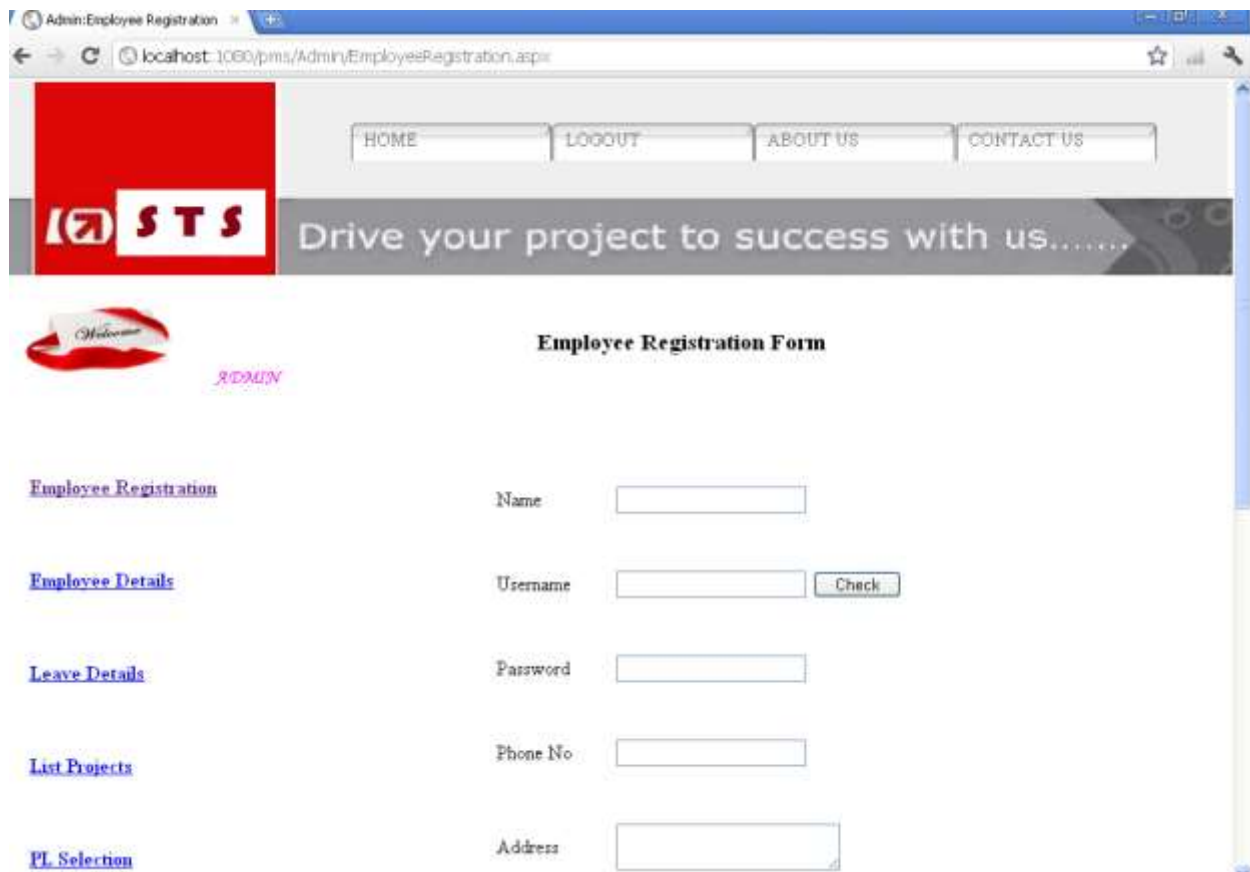 Admin:Employee Registration
localhost:1080/pms/Admin/EmployeeRegistration.aspx
HOME LOGOUT ABOUT US CONTACT US
STS
Drive your project to success with us.......
Welcome
ADMIN
Employee Registration Form
Employee Registration
Name
Employee Details
Username Check
Leave Details
Password
List Projects
Phone No
PL Selection
Address